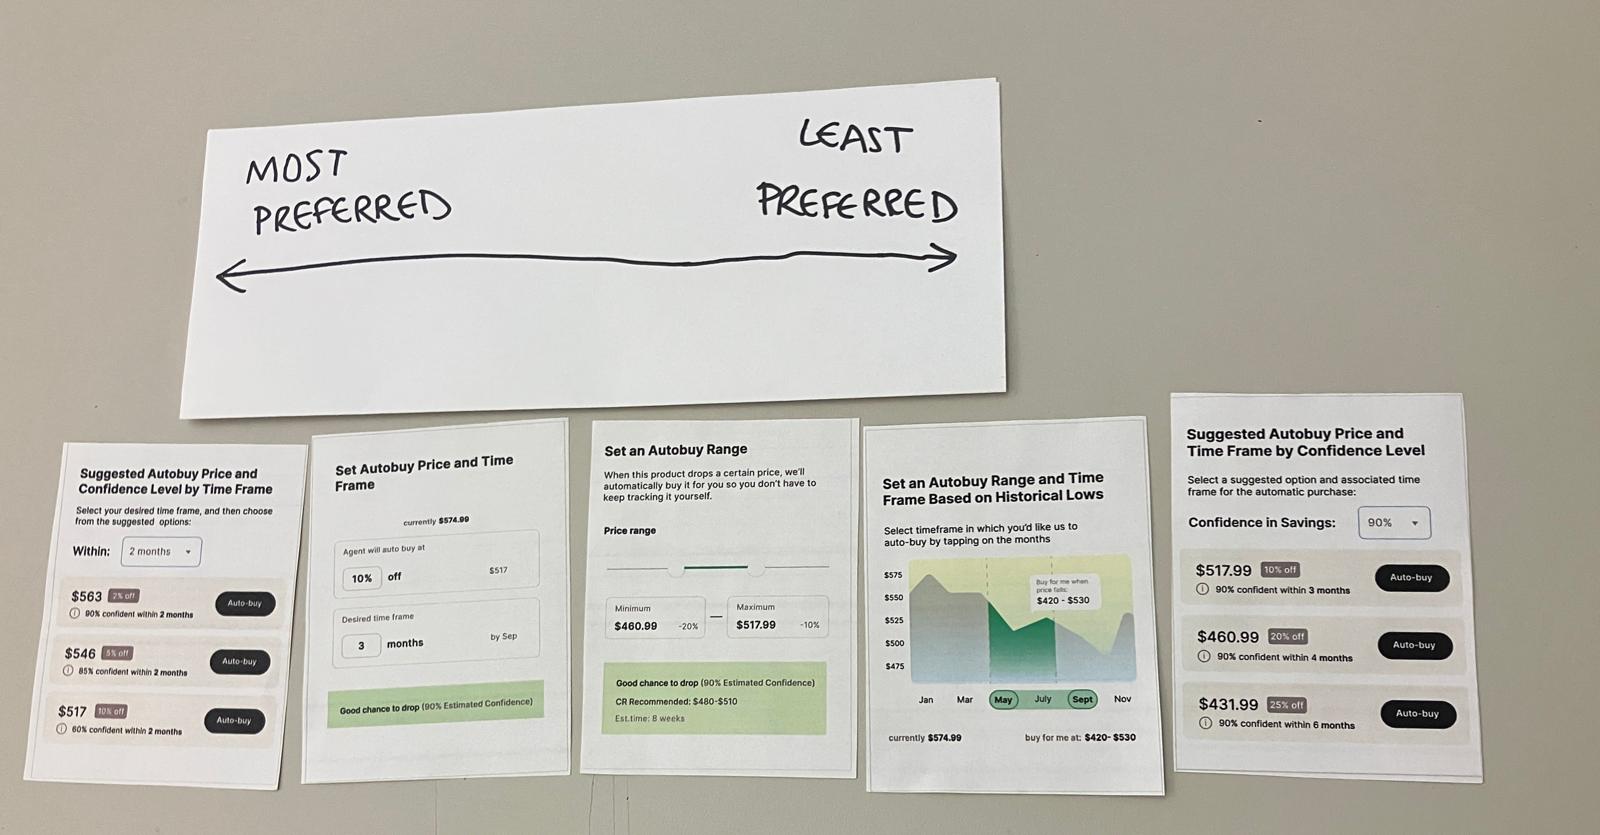 MOST
PREFERRED
LEAST
PREFERRED
Suggested Autobuy Price and
Confidence Level by Time Frame
Select your desired time frame, and then choose
from the suggested options:
Within: 2 months
$563 2% off
90% confident within 2 months
Auto-buy
$546 5% off
85% confident within 2 months
Auto-buy
$517 10% off
60% confident within 2 months
Auto-buy
Set Autobuy Price and Time
Frame
currently $574.99
Agent will auto buy at
10% off $517
Desired time frame
3 months by Sep
Good chance to drop (90% Estimated Confidence)
Set an Autobuy Range
When this product drops a certain price, we'll
automatically buy it for you so you don't have to
keep tracking it yourself.
Price range
Minimum
$460.99 -20%
—
Maximum
$517.99 -10%
Good chance to drop (90% Estimated Confidence)
CR Recommended: $480-$510
Est.time: 8 weeks
Set an Autobuy Range and Time
Frame Based on Historical Lows
Select timeframe in which you'd like us to
auto-buy by tapping on the months
$575
$550
$525
$500
$475
Buy for me when
price falls:
$420 - $530
Jan Mar May July Sept Nov
currently $574.99 buy for me at: $420- $530
Suggested Autobuy Price and
Time Frame by Confidence Level
Select a suggested option and associated time
frame for the automatic purchase:
Confidence in Savings: 90%
$517.99 10% off
90% confident within 3 months
Auto-buy
$460.99 20% off
90% confident within 4 months
Auto-buy
$431.99 25% off
90% confident within 6 months
Auto-buy